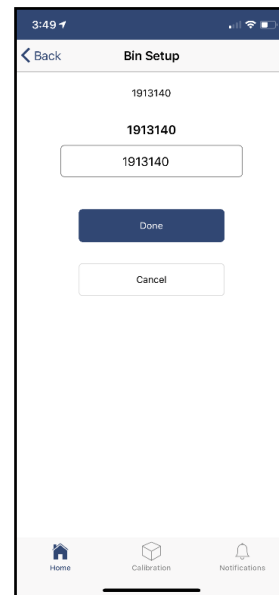 3:49
Back Bin Setup
1913140
1913140
1913140
Done
Cancel
Home Calibration Notifications